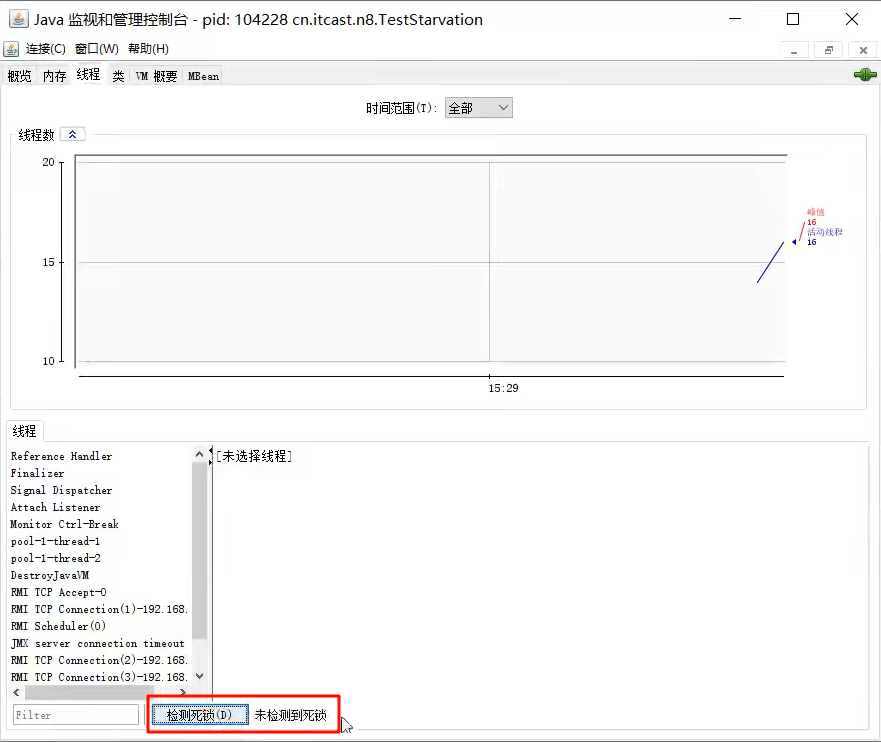 Java 监视和管理控制台 - pid: 104228 cn.itcast.n8.TestStarvation
连接(C) 窗口(W) 帮助(H)
概览 内存 线程 类 VM 概要 MBean
时间范围(T): 全部
线程数
20
15
10
峰值
16
活动线程
16
15:29
线程
Reference Handler
Finalizer
Signal Dispatcher
Attach Listener
Monitor Ctrl-Break
pool-1-thread-1
pool-1-thread-2
DestroyJavaVM
RMI TCP Accept-0
RMI TCP Connection(1)-192.168.
RMI Scheduler(0)
JMX server connection timeout
RMI TCP Connection(2)-192.168.
RMI TCP Connection(3)-192.168.
[未选择线程]
Filter
检测死锁(D) 未检测到死锁